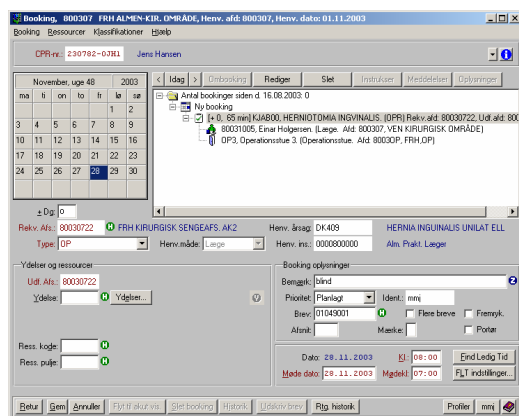 Booking, 800307 FRH ALMEN-KIR. OMRÅDE, Henv. afd: 800307, Henv. dato: 01.11.2003
Booking Ressourcer Klassifikationer Hjælp
CPR-nr.: 230782-0JH1 Jens Hansen
November, uge 48 2003
ma ti on to fr lø sø
1 2
3 4 5 6 7 8 9
10 11 12 13 14 15 16
17 18 19 20 21 22 23
24 25 26 27 28 29 30
< Idag > Ombooking Rediger Slet Instrukser Meddelelser Oplysninger
Antal bookinger siden d. 16.08.2003: 0
Ny booking
[+ 0, 65 min] KJAB00, HERNIOTOMIA INGVINALIS. (OPR) Rekv.afd: 80030722, Udf.afd: 800
80031005, Einar Holgersen. (Læge. Afd: 800307, VEN KIRURGISK OMRÅDE)
OP3, Operationsstue 3. (Operationsstue. Afd: 80030P, FRH,OP)
+ Dg: 0
Rekv. Afs.: 80030722 H FRH KIRURGISK SENGEAFS. AK2 Henv. årsag: DK409 HERNIA INGUINALIS UNILAT ELL
Type: OP Henv.måde: Læge Henv. ins.: 0000800000 Alm. Prakt. Læger
Ydelser og ressourcer
Udf. Afs.: 80030722
Ydelse: H Ydelser... V
Ress. kode: H
Ress. pulje: H
Booking oplysninger
Bemærk: blind 2
Prioritet: Planlagt Ident.: mmj
Brev: 01049001 H Flere breve Fremryk.
Afsnit: Mærke: Portør
Dato: 28.11.2003 Kl.: 08:00 Find Ledig Tid
Møde dato: 28.11.2003 Mødekl: 07:00 FLT indstillinger...
Retur Gem Annuller Flyt til akut vis. Slet booking Historik Udskriv brev Rtg. historik Profiler mmj